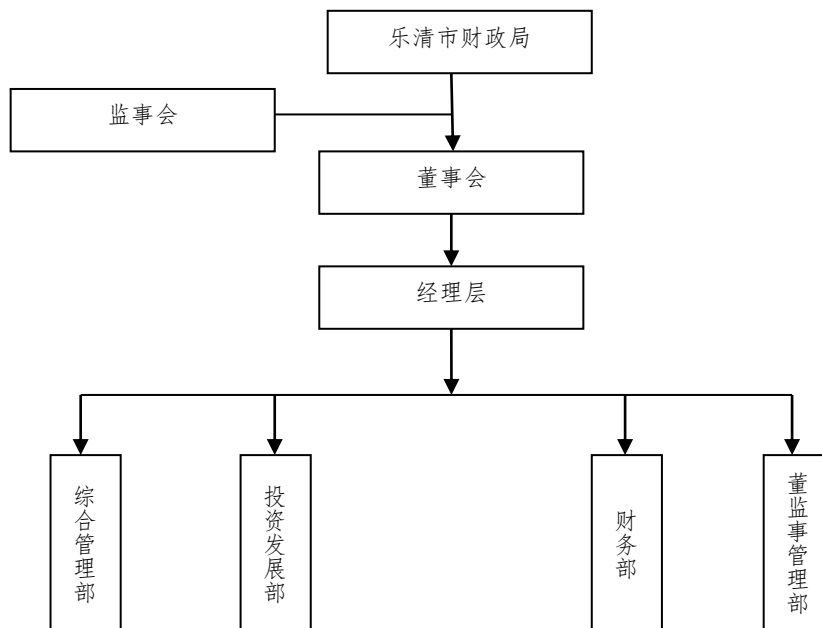 乐清市财政局
监事会
董事会
经理层
综合管理部
投资发展部
财务部
董监事管理部